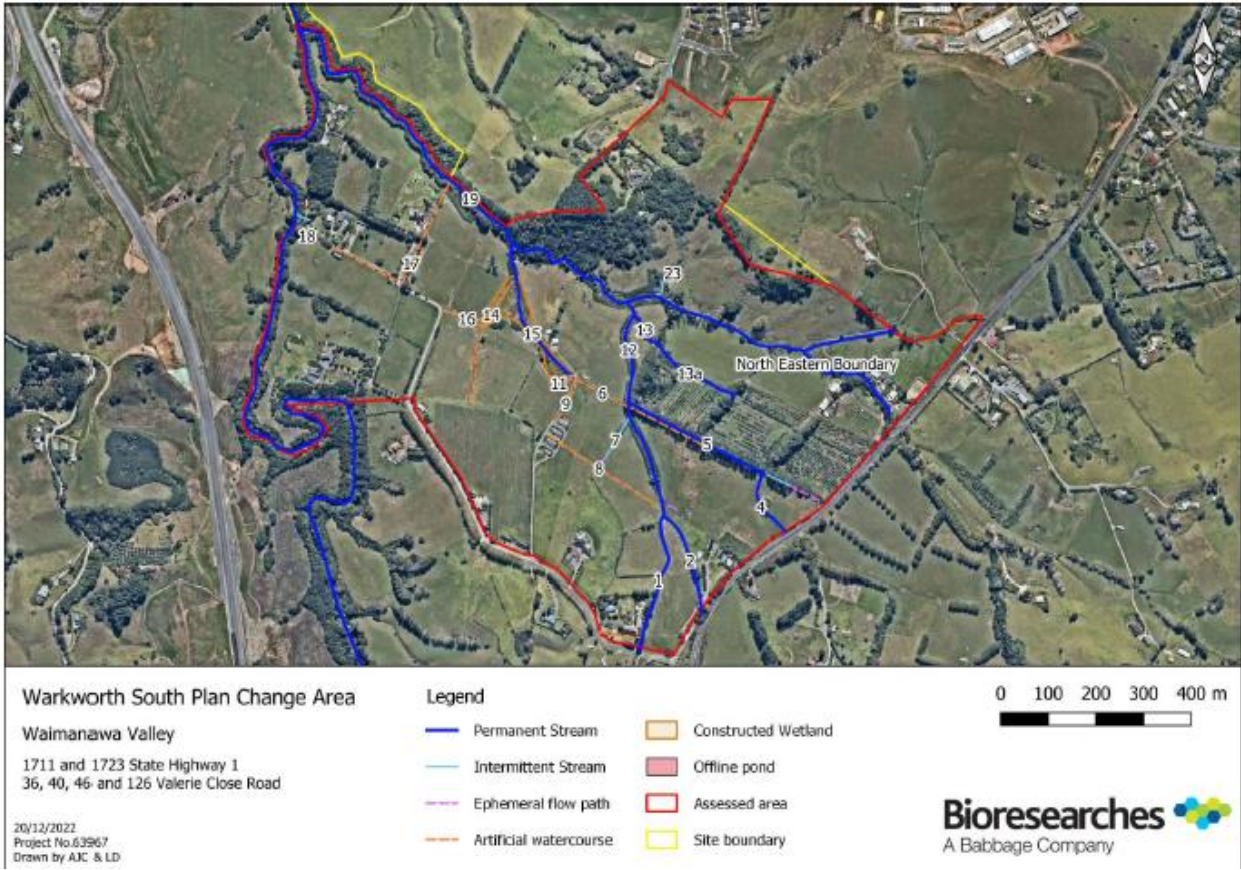 N
23
19
18
17
13
16
14
15
12
North Eastern Boundary
13a
11
6
9
7
5
8
4
2
1
Warkworth South Plan Change Area
Waimanawa Valley
1711 and 1723 State Highway 1
36, 40, 46 and 126 Valerie Close Road
20/12/2022
Project No.63967
Drawn by AJC & LD
Legend
Permanent Stream
Intermittent Stream
Ephemeral flow path
Artificial watercourse
Constructed Wetland
Offline pond
Assessed area
Site boundary
0 100 200 300 400 m
Bioresearches
A Babbage Company